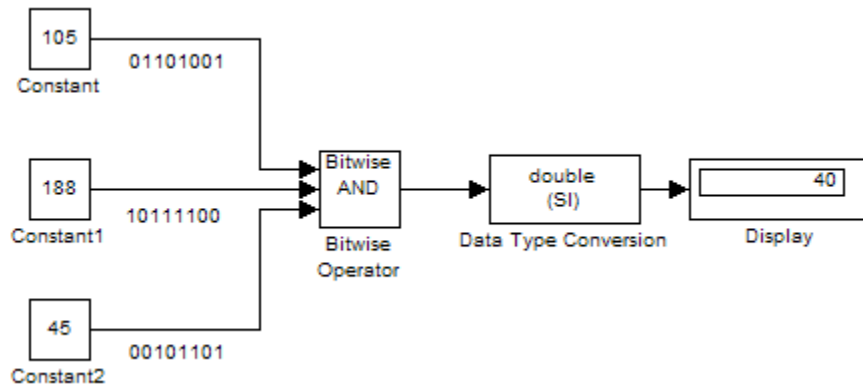 105
01101001
Constant
188
10111100
Constant1
45
00101101
Constant2
Bitwise
AND
Bitwise
Operator
double
(SI)
Data Type Conversion
40
Display